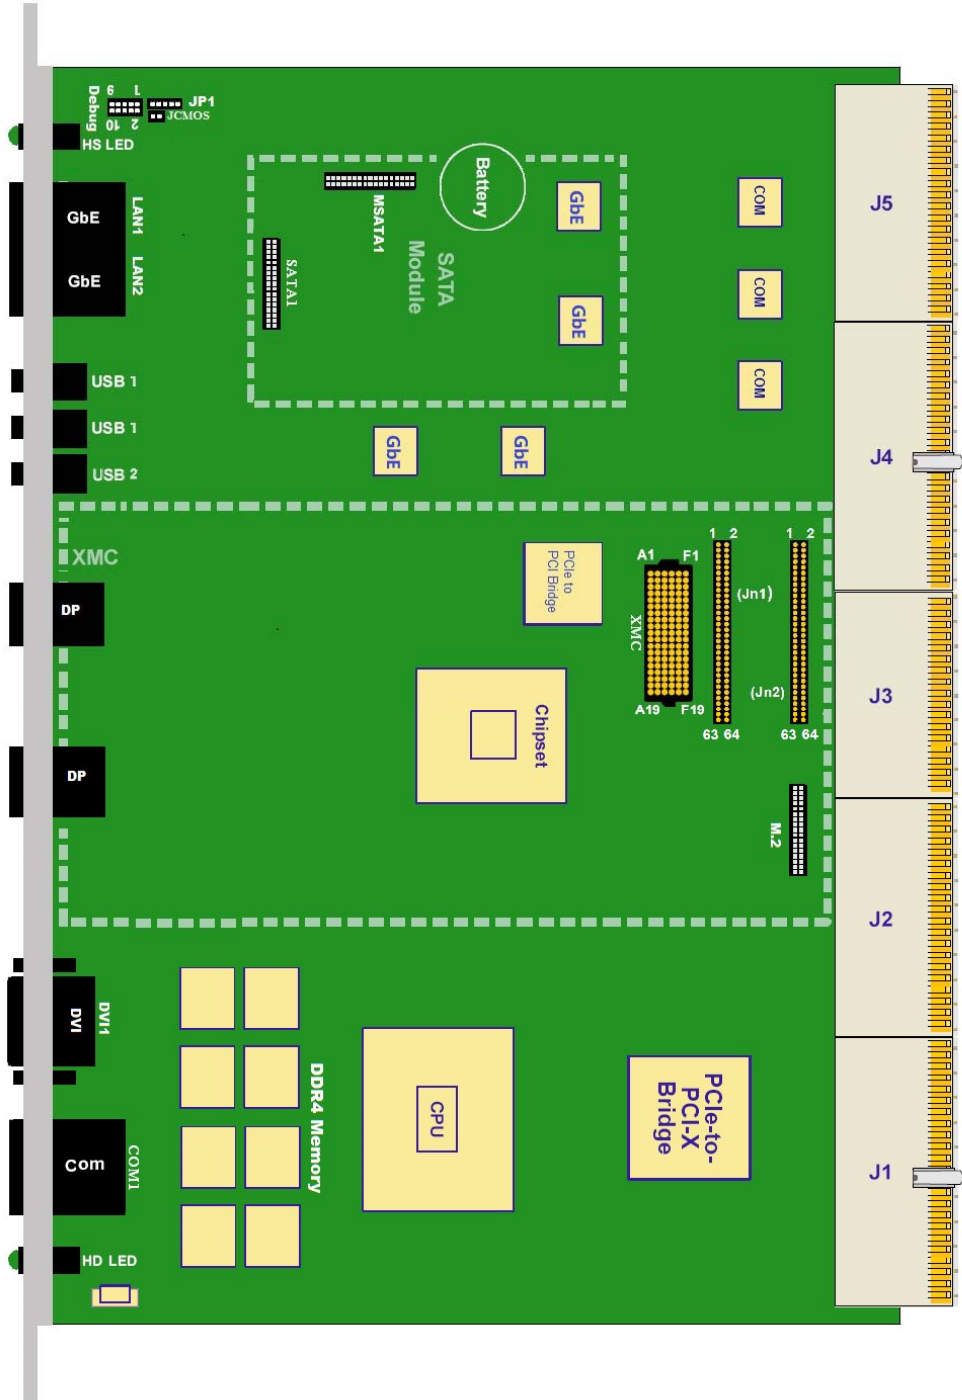 Debug
9 1
10 2
JP1
JCMOS
HS LED
GbE
LAN1
GbE
LAN2
USB 1
USB 1
USB 2
Battery
MSATA1
SATA1
SATA
Module
GbE
GbE
GbE
GbE
COM
COM
COM
J5
J4
J3
J2
J1
XMC
DP
DP
PCIe to
PCI Bridge
Chipset
A1 F1
XMC
A19 F19
1 2
(Jn1)
63 64
1 2
(Jn2)
63 64
M.2
DVI
DVI1
Com
COM1
HD LED
DDR4 Memory
CPU
PCIe-to-
PCI-X
Bridge